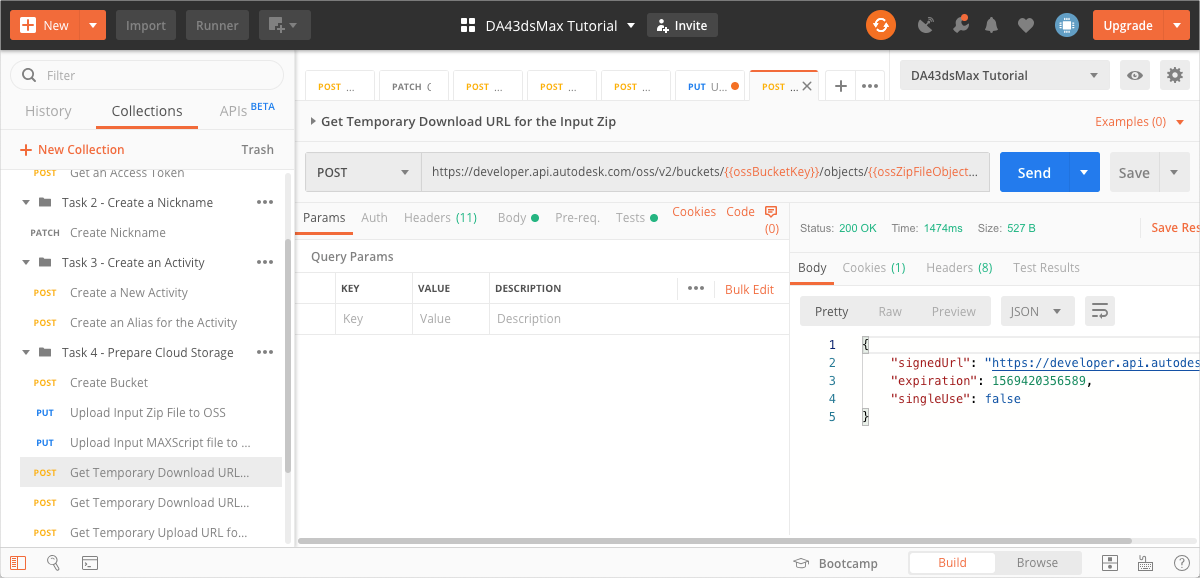 New
Import
Runner
DA43dsMax Tutorial
Invite
Upgrade
Filter
History
Collections
APIs BETA
New Collection
Trash
POST Get an Access Token
Task 2 - Create a Nickname
PATCH Create Nickname
Task 3 - Create an Activity
POST Create a New Activity
POST Create an Alias for the Activity
Task 4 - Prepare Cloud Storage
POST Create Bucket
PUT Upload Input Zip File to OSS
PUT Upload Input MAXScript file to ...
POST Get Temporary Download URL...
POST Get Temporary Download URL...
POST Get Temporary Upload URL fo...
POST ...
PATCH
POST ...
POST ...
POST ...
PUT U...
POST ...
DA43dsMax Tutorial
Get Temporary Download URL for the Input Zip
Examples (0)
POST
https://developer.api.autodesk.com/oss/v2/buckets/{{ossBucketKey}}/objects/{{ossZipFileObject...
Send
Save
Params
Auth
Headers (11)
Body
Pre-req.
Tests
Cookies
Code
(0)
Query Params
KEY
VALUE
DESCRIPTION
Bulk Edit
Key
Value
Description
Status: 200 OK
Time: 1474ms
Size: 527 B
Save Res
Body
Cookies (1)
Headers (8)
Test Results
Pretty
Raw
Preview
JSON
1 {
2 "signedUrl": "https://developer.api.autodes
3 "expiration": 1569420356589,
4 "singleUse": false
5 }
Bootcamp
Build
Browse